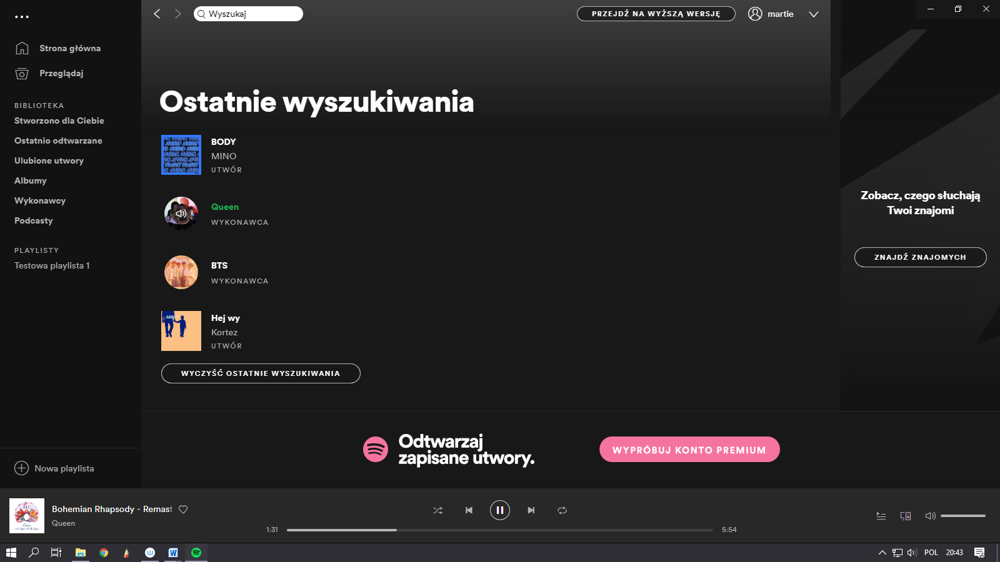 Wyszukaj
PRZEJDŹ NA WYŻSZĄ WERSJĘ
martie
Strona główna
Przeglądaj
BIBLIOTEKA
Stworzono dla Ciebie
Ostatnio odtwarzane
Ulubione utwory
Albumy
Wykonawcy
Podcasty
PLAYLISTY
Testowa playlista 1
Nowa playlista
Ostatnie wyszukiwania
BODY
MINO
UTWÓR
Queen
WYKONAWCA
BTS
WYKONAWCA
Hej wy
Kortez
UTWÓR
WYCZYŚĆ OSTATNIE WYSZUKIWANIA
Zobacz, czego słuchają
Twoi znajomi
ZNAJDŹ ZNAJOMYCH
Odtwarzaj
zapisane utwory.
WYPRÓBUJ KONTO PREMIUM
Bohemian Rhapsody - Remast
Queen
1:31
5:54
POL
20:43